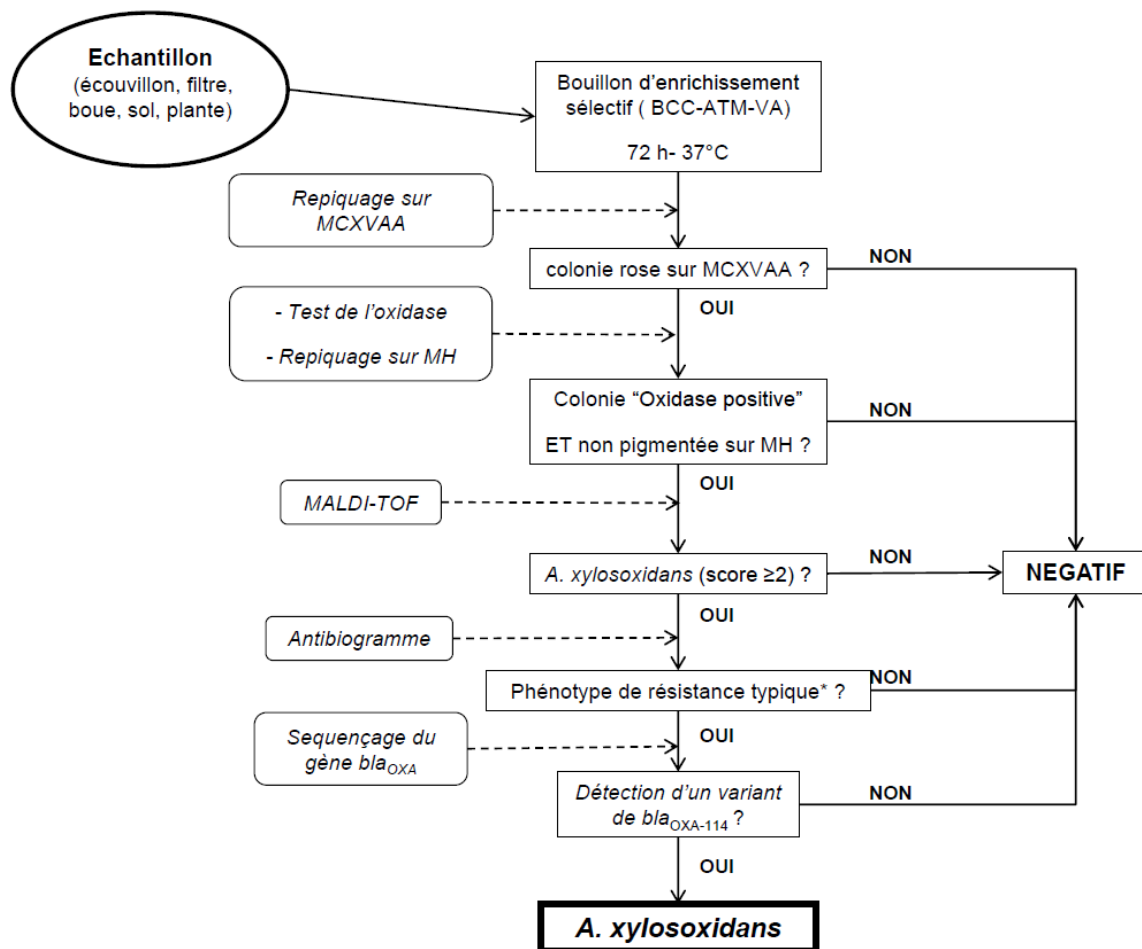 Echantillon
(écouvillon, filtre,
boue, sol, plante)
Bouillon d'enrichissement
sélectif ( BCC-ATM-VA)
72 h- 37°C
Repiquage sur
MCXVAA
colonie rose sur MCXVAA ?
NON
OUI
- Test de l'oxidase
- Repiquage sur MH
Colonie “Oxidase positive”
ET non pigmentée sur MH ?
NON
OUI
MALDI-TOF
A. xylosoxidans (score ≥2) ?
NON
NEGATIF
OUI
Antibiogramme
Phénotype de résistance typique* ?
NON
OUI
Sequençage du
gène blaOXA
Détection d'un variant
de blaOXA-114 ?
NON
OUI
A. xylosoxidans